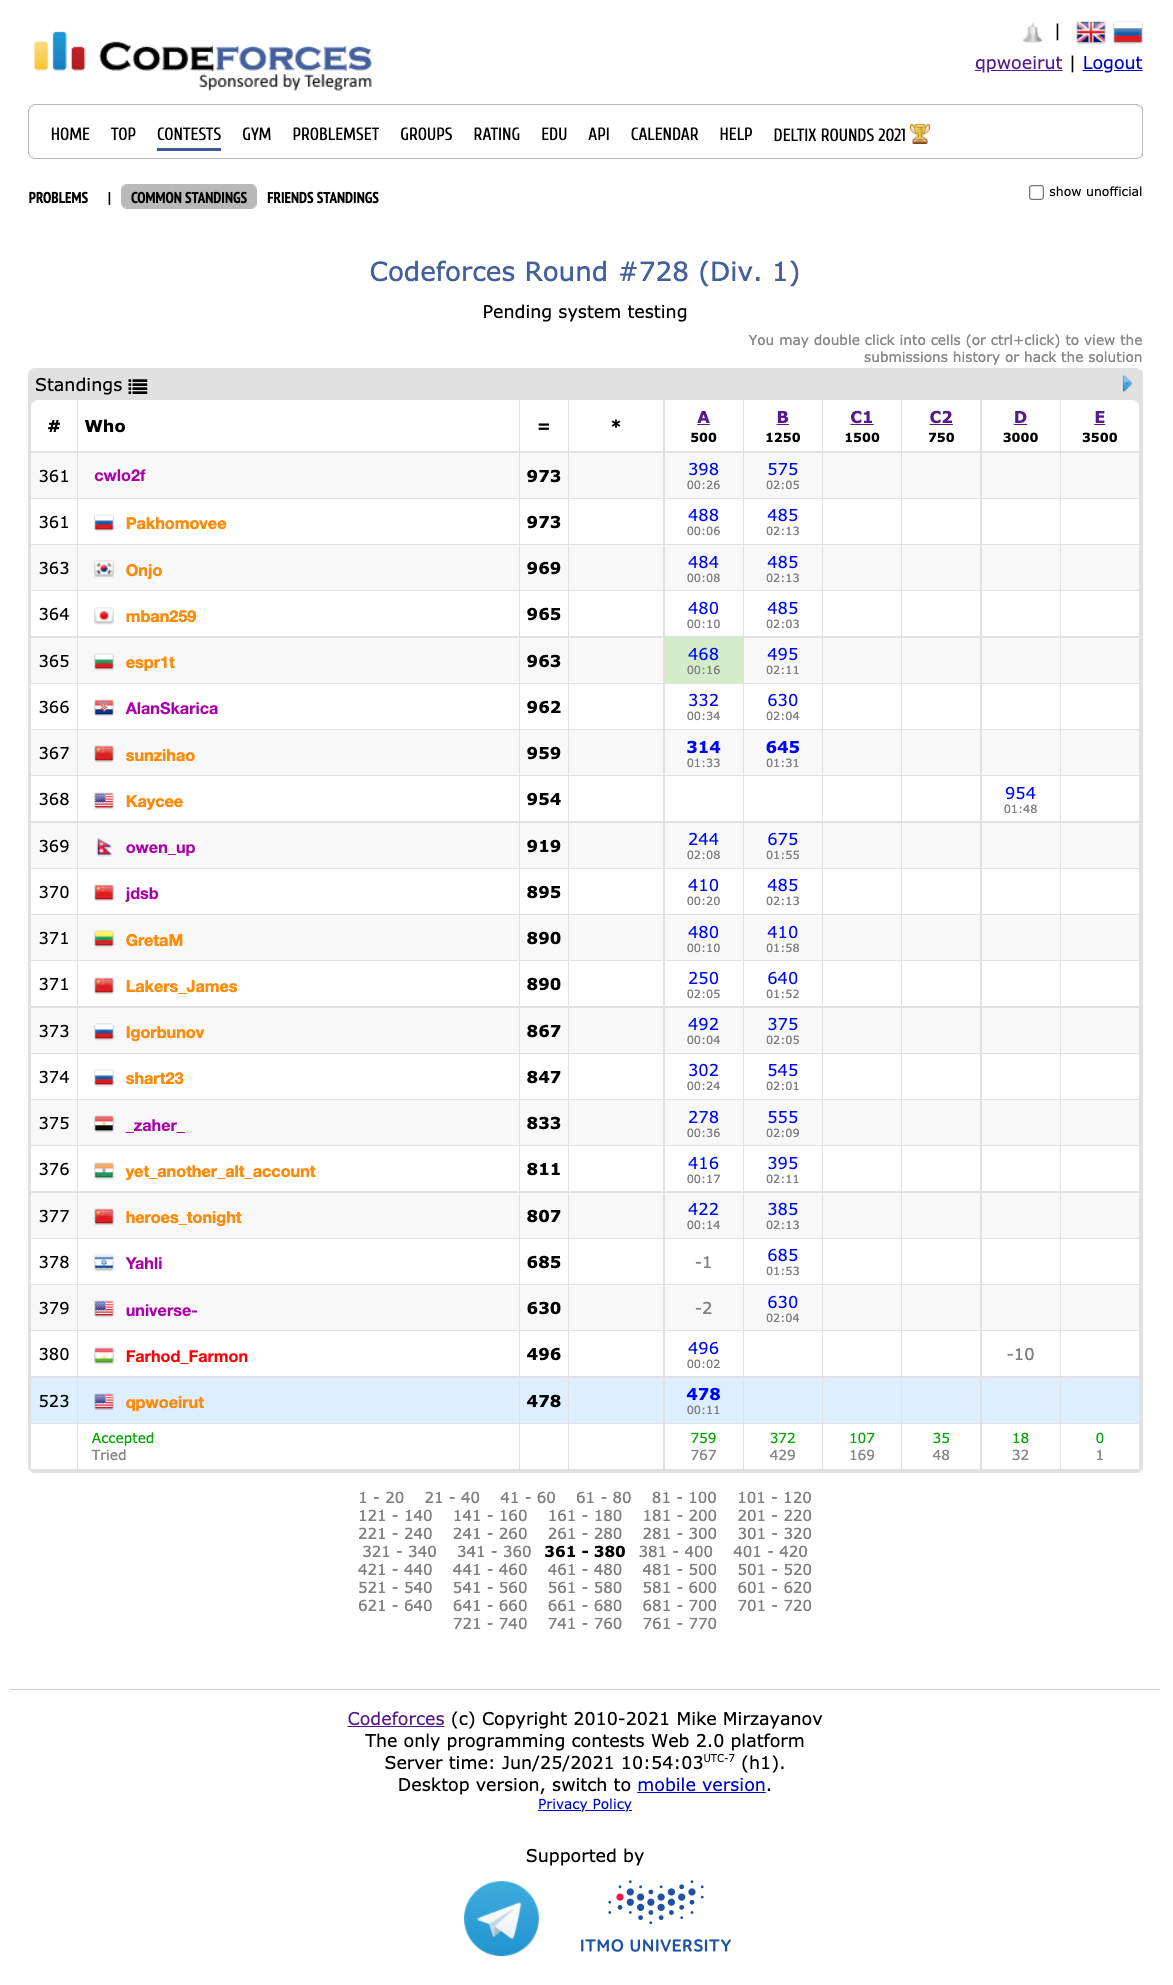 CODEFORCES
Sponsored by Telegram
|
qpwoeirut | Logout
HOME TOP CONTESTS GYM PROBLEMSET GROUPS RATING EDU API CALENDAR HELP DELTIX ROUNDS 2021
PROBLEMS | COMMON STANDINGS FRIENDS STANDINGS show unofficial
Codeforces Round #728 (Div. 1)
Pending system testing
You may double click into cells (or ctrl+click) to view the
submissions history or hack the solution
Standings
# Who = * A B C1 C2 D E
500 1250 1500 750 3000 3500
361 cwlo2f 973 398 575
00:26 02:05
361 Pakhomovee 973 488 485
00:06 02:13
363 Onjo 969 484 485
00:08 02:13
364 mban259 965 480 485
00:10 02:03
365 espr1t 963 468 495
00:16 02:11
366 AlanSkarica 962 332 630
00:34 02:04
367 sunzihao 959 314 645
01:33 01:31
368 Kaycee 954 954
01:48
369 owen_up 919 244 675
02:08 01:55
370 jdsb 895 410 485
00:20 02:13
371 GretaM 890 480 410
00:10 01:58
371 Lakers_James 890 250 640
02:05 01:52
373 Igorbunov 867 492 375
00:04 02:05
374 shart23 847 302 545
00:24 02:01
375 _zaher_ 833 278 555
00:36 02:09
376 yet_another_alt_account 811 416 395
00:17 02:11
377 heroes_tonight 807 422 385
00:14 02:13
378 Yahli 685 -1 685
01:53
379 universe- 630 -2 630
02:04
380 Farhod_Farmon 496 496 -10
00:02
523 qpwoeirut 478 478
00:11
Accepted 759 372 107 35 18 0
Tried 767 429 169 48 32 1
1 - 20 21 - 40 41 - 60 61 - 80 81 - 100 101 - 120
121 - 140 141 - 160 161 - 180 181 - 200 201 - 220
221 - 240 241 - 260 261 - 280 281 - 300 301 - 320
321 - 340 341 - 360 361 - 380 381 - 400 401 - 420
421 - 440 441 - 460 461 - 480 481 - 500 501 - 520
521 - 540 541 - 560 561 - 580 581 - 600 601 - 620
621 - 640 641 - 660 661 - 680 681 - 700 701 - 720
721 - 740 741 - 760 761 - 770
Codeforces (c) Copyright 2010-2021 Mike Mirzayanov
The only programming contests Web 2.0 platform
Server time: Jun/25/2021 10:54:03UTC-7 (h1).
Desktop version, switch to mobile version.
Privacy Policy
Supported by
ITMO UNIVERSITY